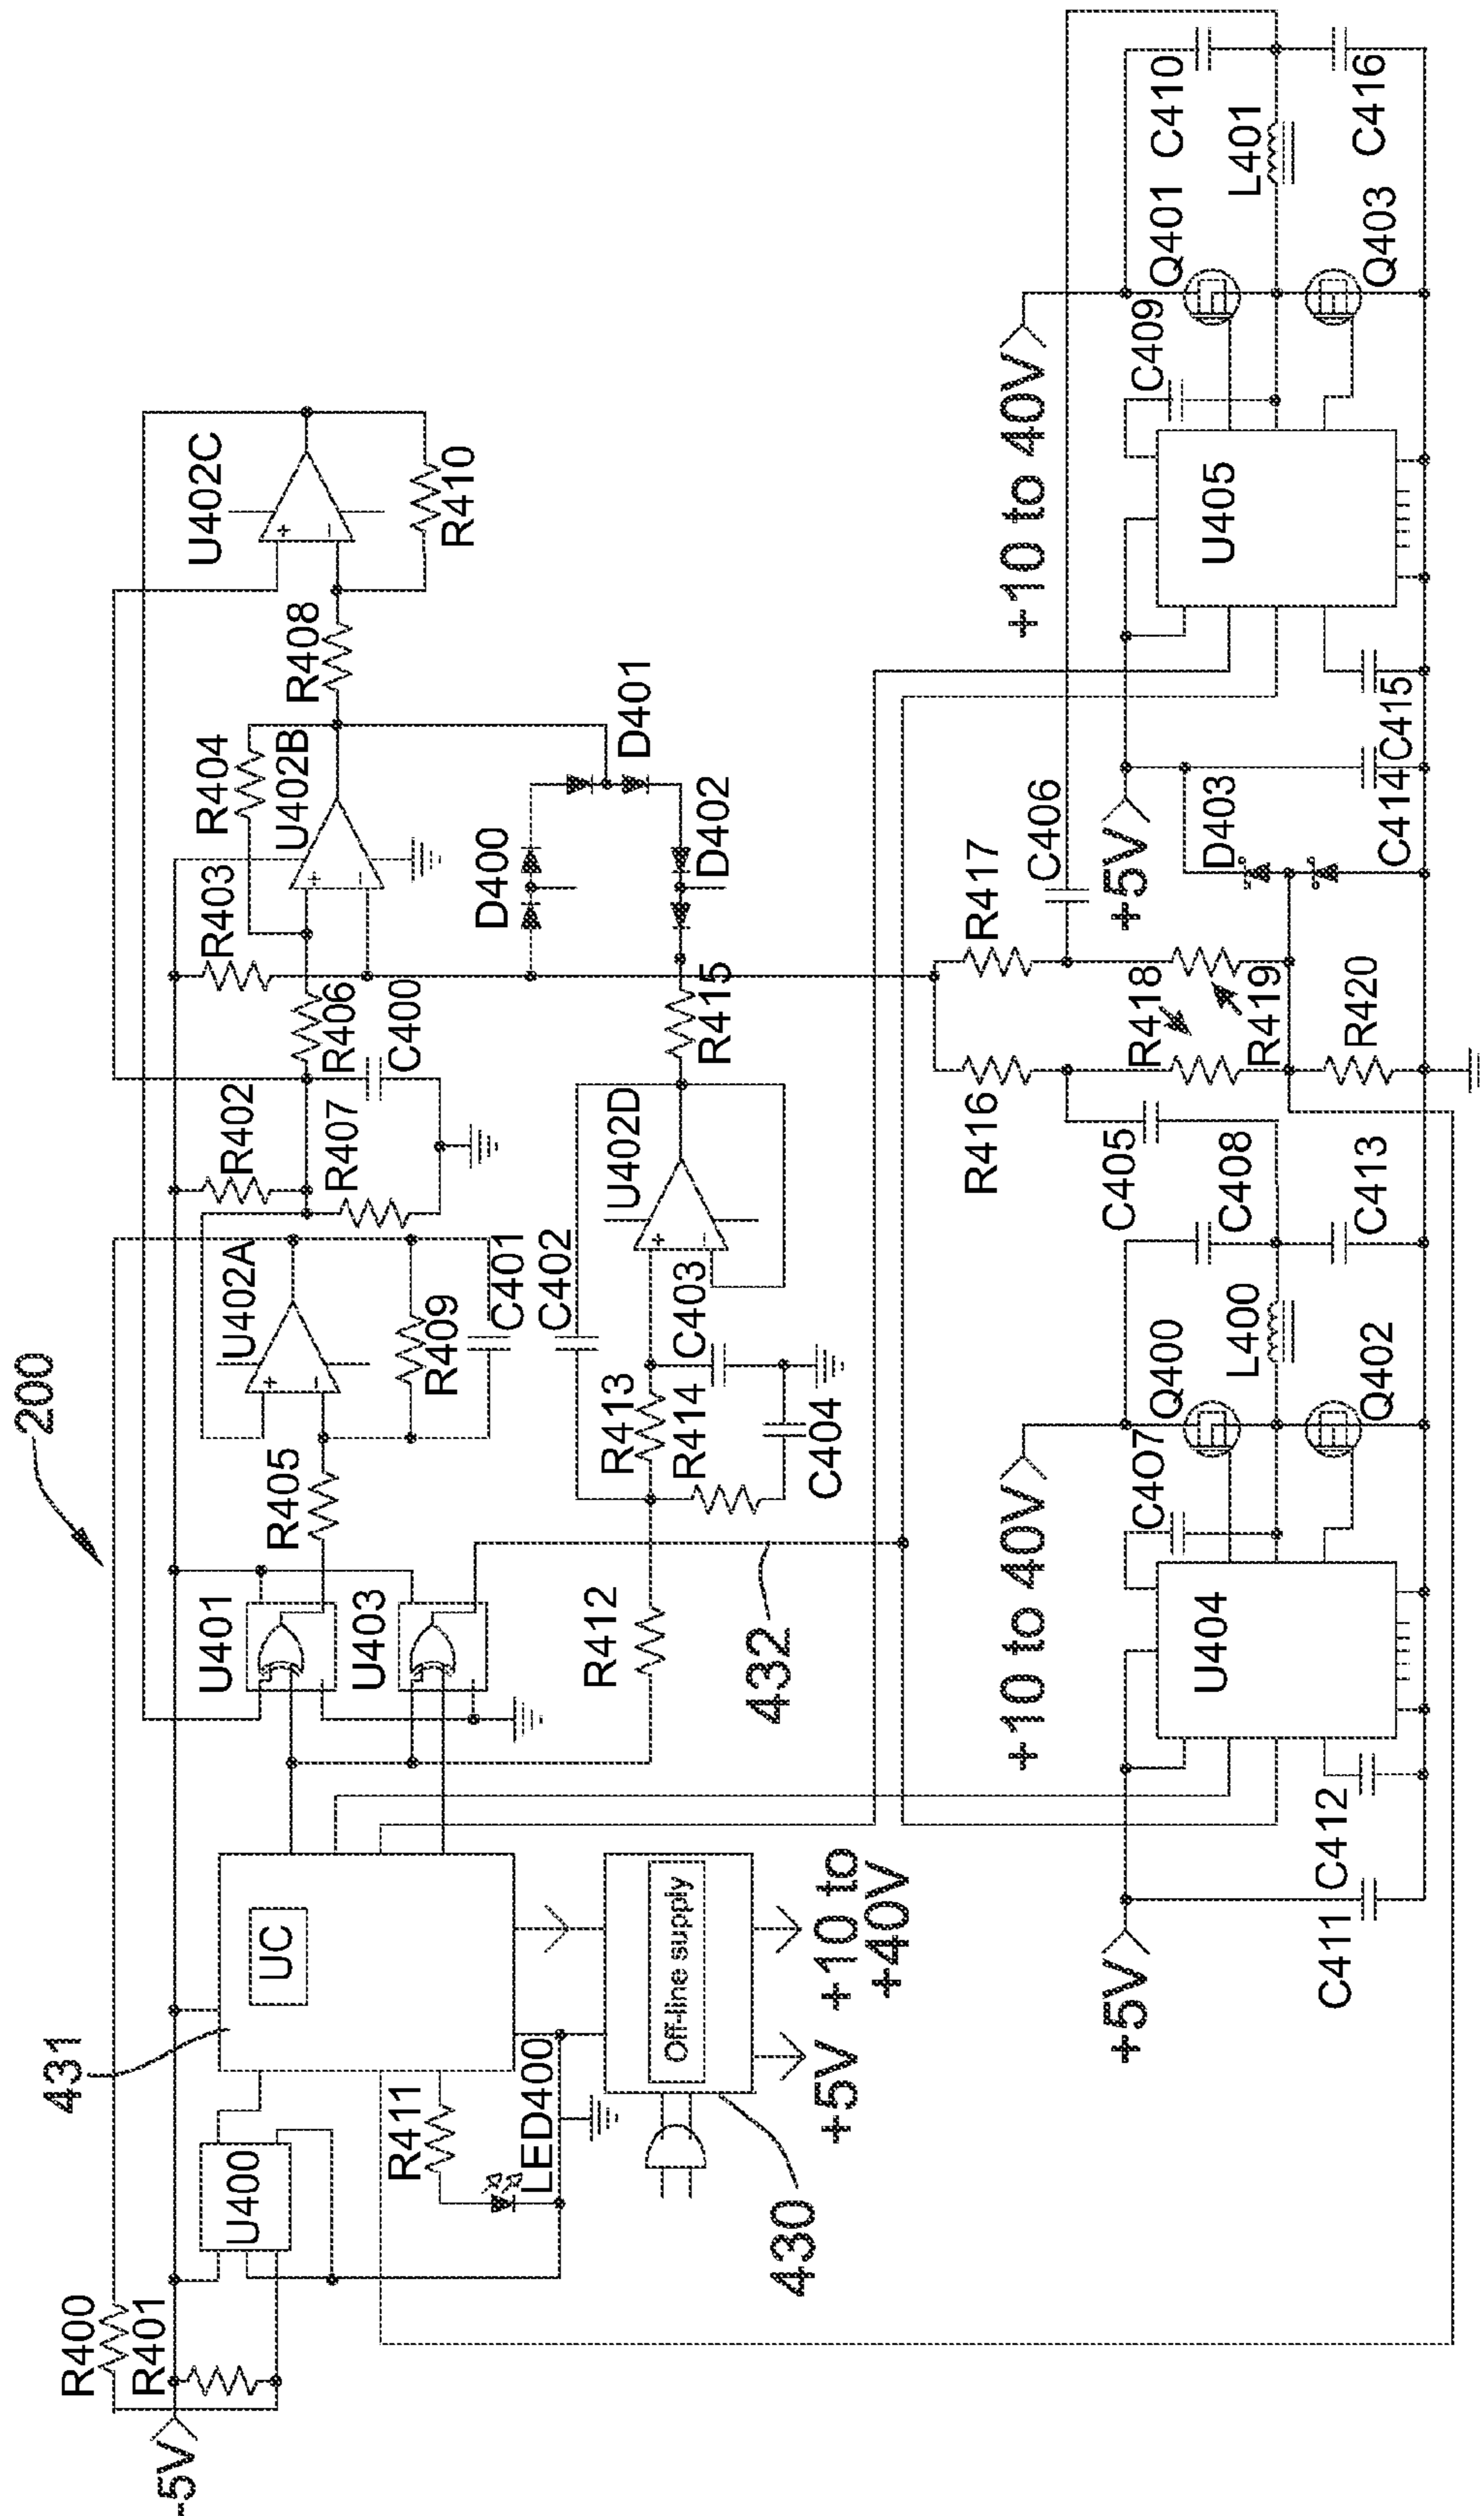 200
431
R400
R401
-5V
U400
UC
U401
U402A
R402
R403
R404
U402C
R405
R406
U402B
R408
R407
C400
U403
R411
R409
R410
LED400
C401
D400
C402
U402D
D401
R412
R413
C403
R415
D402
Off-line supply
R414
432
C404
430
+5V
+10 to
+40V
+10 to 40V
+10 to 40V
R416
R417
C406
+5V
+5V
C405
R418
C407
Q400
C408
D403
C409
Q401
C410
U404
L400
R419
U405
L401
C411
C412
Q402
C413
R420
C414
C415
Q403
C416